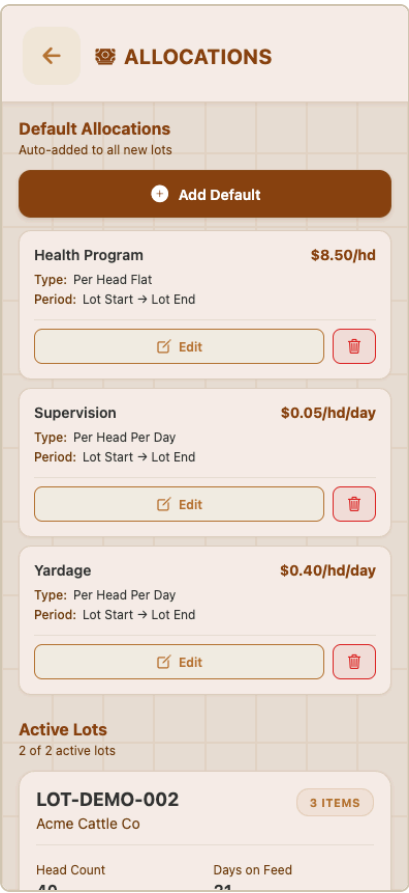 ALLOCATIONS
Default Allocations
Auto-added to all new lots
Add Default
Health Program $8.50/hd
Type: Per Head Flat
Period: Lot Start → Lot End
Edit
Supervision $0.05/hd/day
Type: Per Head Per Day
Period: Lot Start → Lot End
Edit
Yardage $0.40/hd/day
Type: Per Head Per Day
Period: Lot Start → Lot End
Edit
Active Lots
2 of 2 active lots
LOT-DEMO-002 3 ITEMS
Acme Cattle Co
Head Count Days on Feed